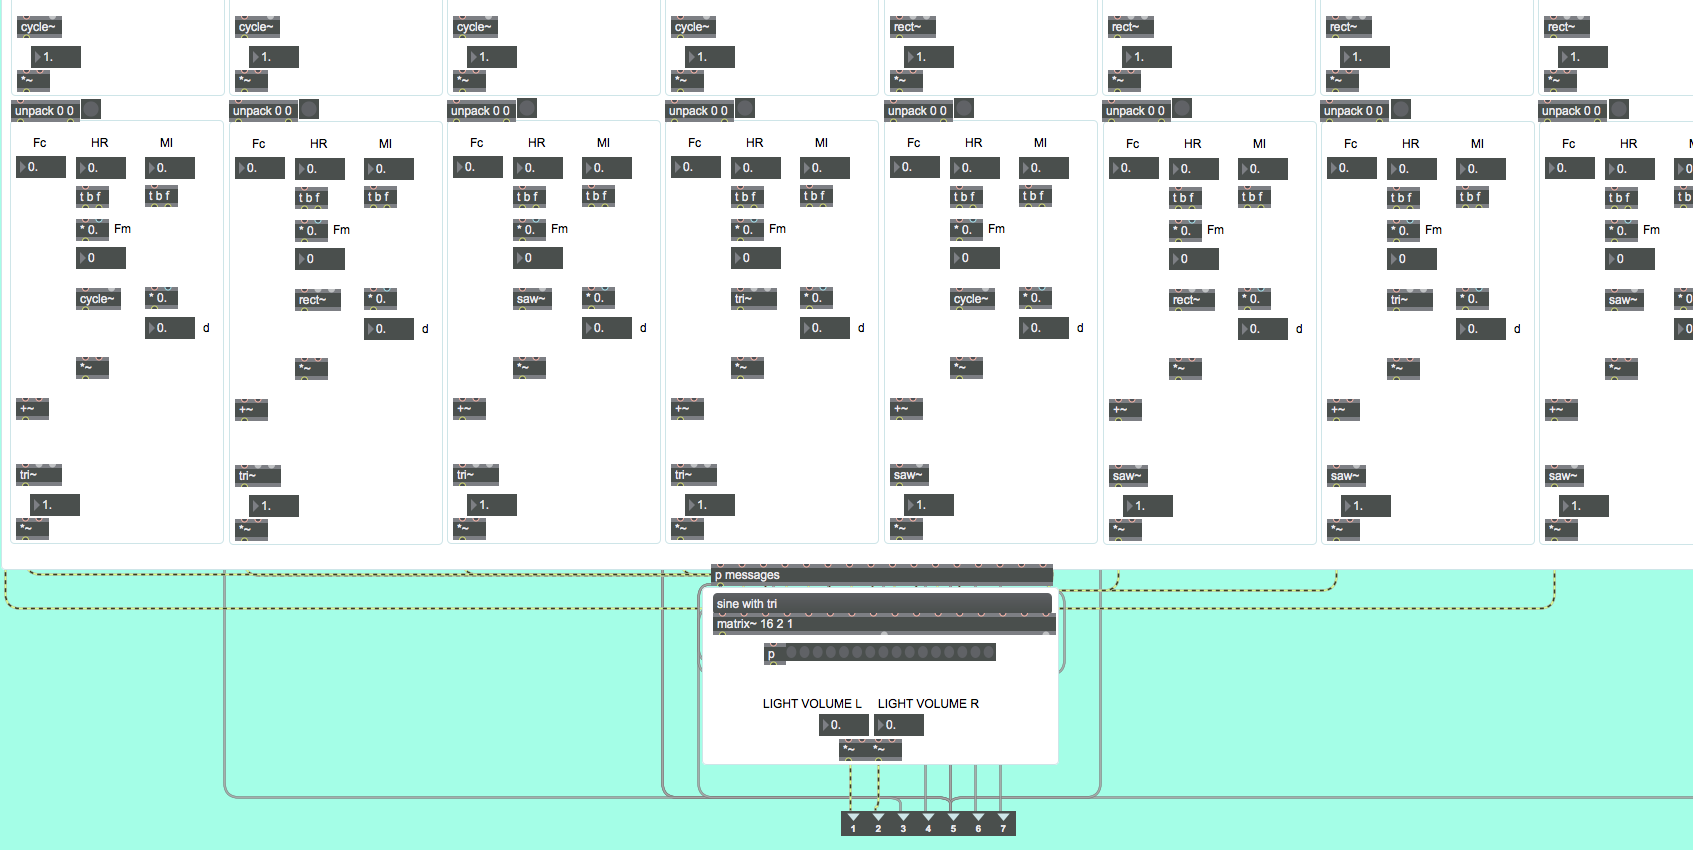 cycle~ cycle~ cycle~ cycle~ rect~ rect~ rect~ rect~
1. 1. 1. 1. 1. 1. 1. 1.
*~ *~ *~ *~ *~ *~ *~ *~
unpack 0 0 unpack 0 0 unpack 0 0 unpack 0 0 unpack 0 0 unpack 0 0 unpack 0 0 unpack 0 0
Fc HR MI Fc HR MI Fc HR MI Fc HR MI Fc HR MI Fc HR MI Fc HR MI Fc HR
0. 0. 0. 0. 0. 0. 0. 0. 0. 0. 0. 0. 0. 0. 0. 0. 0. 0. 0. 0. 0. 0. 0. 0
t b f t b f t b f t b f t b f t b f t b f t b f t b f t b f t b f t b f t b f t b f t b f t b
* 0. Fm * 0. Fm * 0. Fm * 0. Fm * 0. Fm * 0. Fm * 0. Fm * 0. Fm
0 0 0 0 0 0 0 0
cycle~ * 0. rect~ * 0. saw~ * 0. tri~ * 0. cycle~ * 0. rect~ * 0. tri~ * 0. saw~ * 0
0. d 0. d 0. d 0. d 0. d 0. d 0. d 0
*~ *~ *~ *~ *~ *~ *~ *~
+~ +~ +~ +~ +~ +~ +~ +~
tri~ tri~ tri~ tri~ saw~ saw~ saw~ saw~
1. 1. 1. 1. 1. 1. 1. 1.
*~ *~ *~ *~ *~ *~ *~ *~
p messages
sine with tri
matrix~ 16 2 1
p
LIGHT VOLUME L LIGHT VOLUME R
0. 0.
*~ *~
1 2 3 4 5 6 7